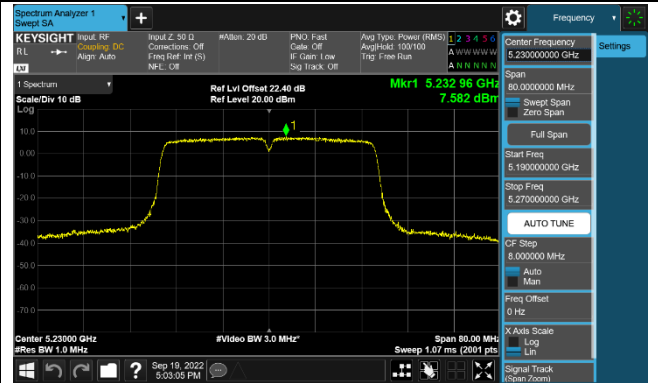 Spectrum Analyzer 1
Swept SA
Frequency
KEYSIGHT
RL
LXI
Input: RF
Coupling: DC
Align: Auto
Input Z: 50 Ω
Corrections: Off
Freq Ref: Int (S)
NFE: Off
#Atten: 20 dB
PNO: Fast
Gate: Off
IF Gain: Low
Sig Track: Off
Avg Type: Power (RMS)
Avg|Hold: 100/100
Trig: Free Run
1 2 3 4 5 6
A W W W W W
A N N N N N
Center Frequency
5.230000000 GHz
Settings
Span
80.0000000 MHz
Swept Span
Zero Span
Full Span
Start Freq
5.190000000 GHz
Stop Freq
5.270000000 GHz
AUTO TUNE
CF Step
8.000000 MHz
Auto
Man
Freq Offset
0 Hz
X Axis Scale
Log
Lin
Signal Track
(Span Zoom)
1 Spectrum
Scale/Div 10 dB
Log
Ref Lvl Offset 22.40 dB
Ref Level 20.00 dBm
Mkr1 5.232 96 GHz
7.582 dBm
1
10.0
0.00
-10.0
-20.0
-30.0
-40.0
-50.0
-60.0
-70.0
Center 5.23000 GHz
#Res BW 1.0 MHz
#Video BW 3.0 MHz*
Span 80.00 MHz
Sweep 1.07 ms (2001 pts)
Sep 19, 2022
5:03:05 PM